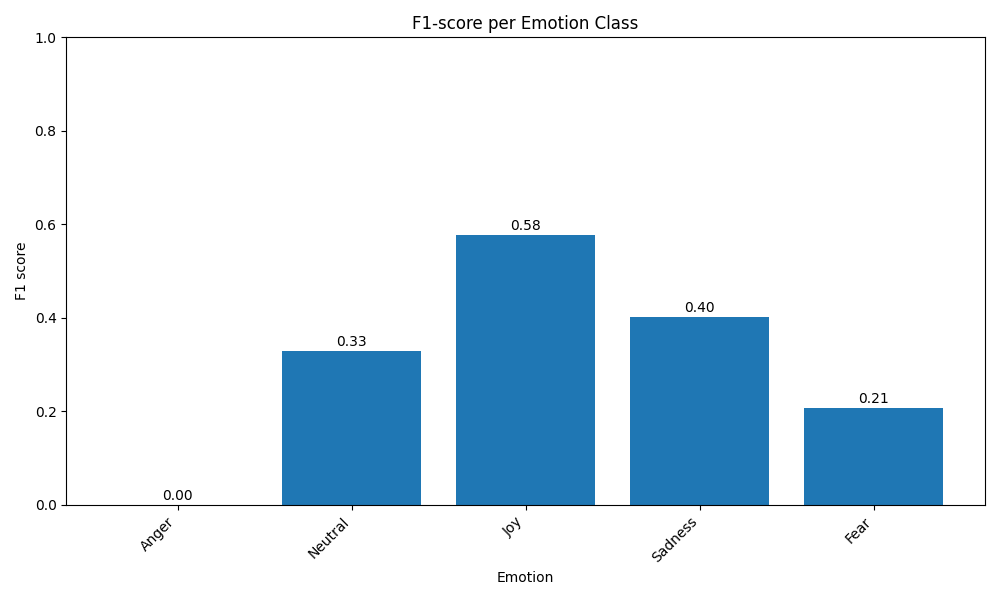 F1-score per Emotion Class
F1 score
1.0
0.8
0.6
0.4
0.2
0.0
0.00
0.33
0.58
0.40
0.21
Anger
Neutral
Joy
Sadness
Fear
Emotion